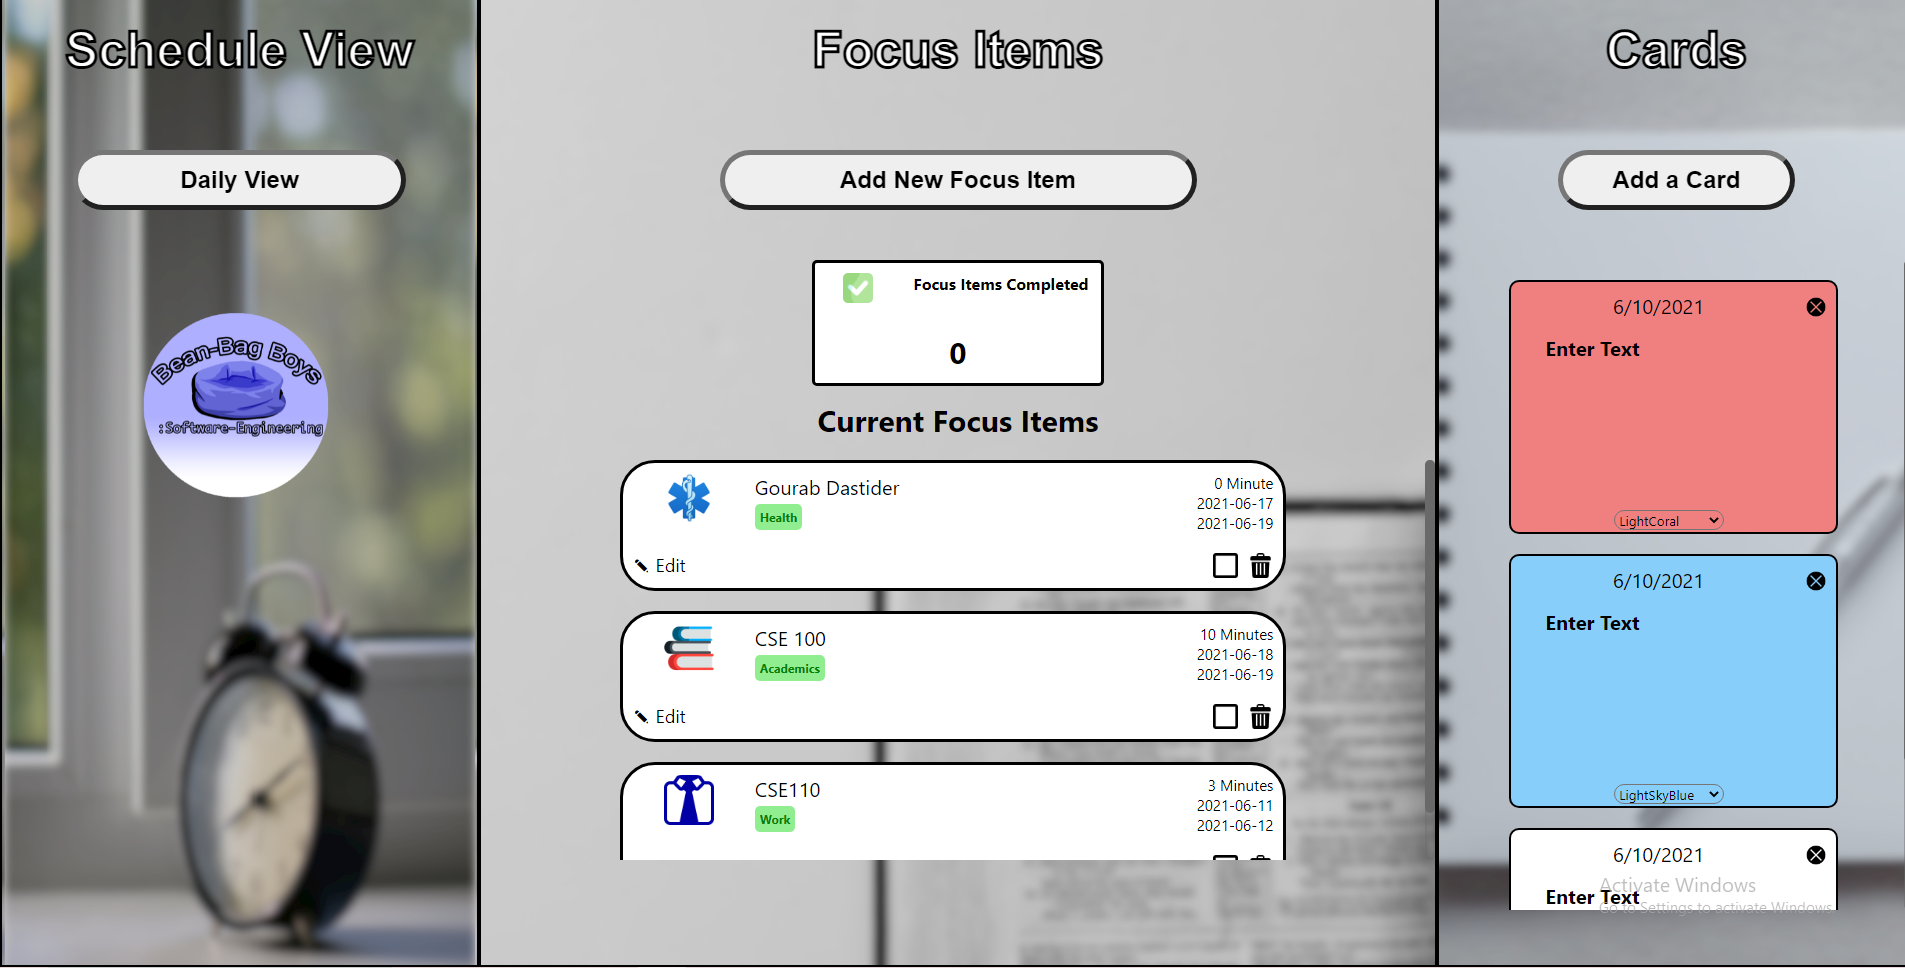 Schedule View
Daily View
Bean-Bag Boys
:Software-Engineering
Focus Items
Add New Focus Item
Focus Items Completed
0
Current Focus Items
Gourab Dastider
Health
0 Minute
2021-06-17
2021-06-19
Edit
CSE 100
Academics
10 Minutes
2021-06-18
2021-06-19
Edit
CSE110
Work
3 Minutes
2021-06-11
2021-06-12
Cards
Add a Card
6/10/2021
Enter Text
LightCoral
6/10/2021
Enter Text
LightSkyBlue
6/10/2021
Enter Text
Activate Windows
Go to Settings to activate Windows.